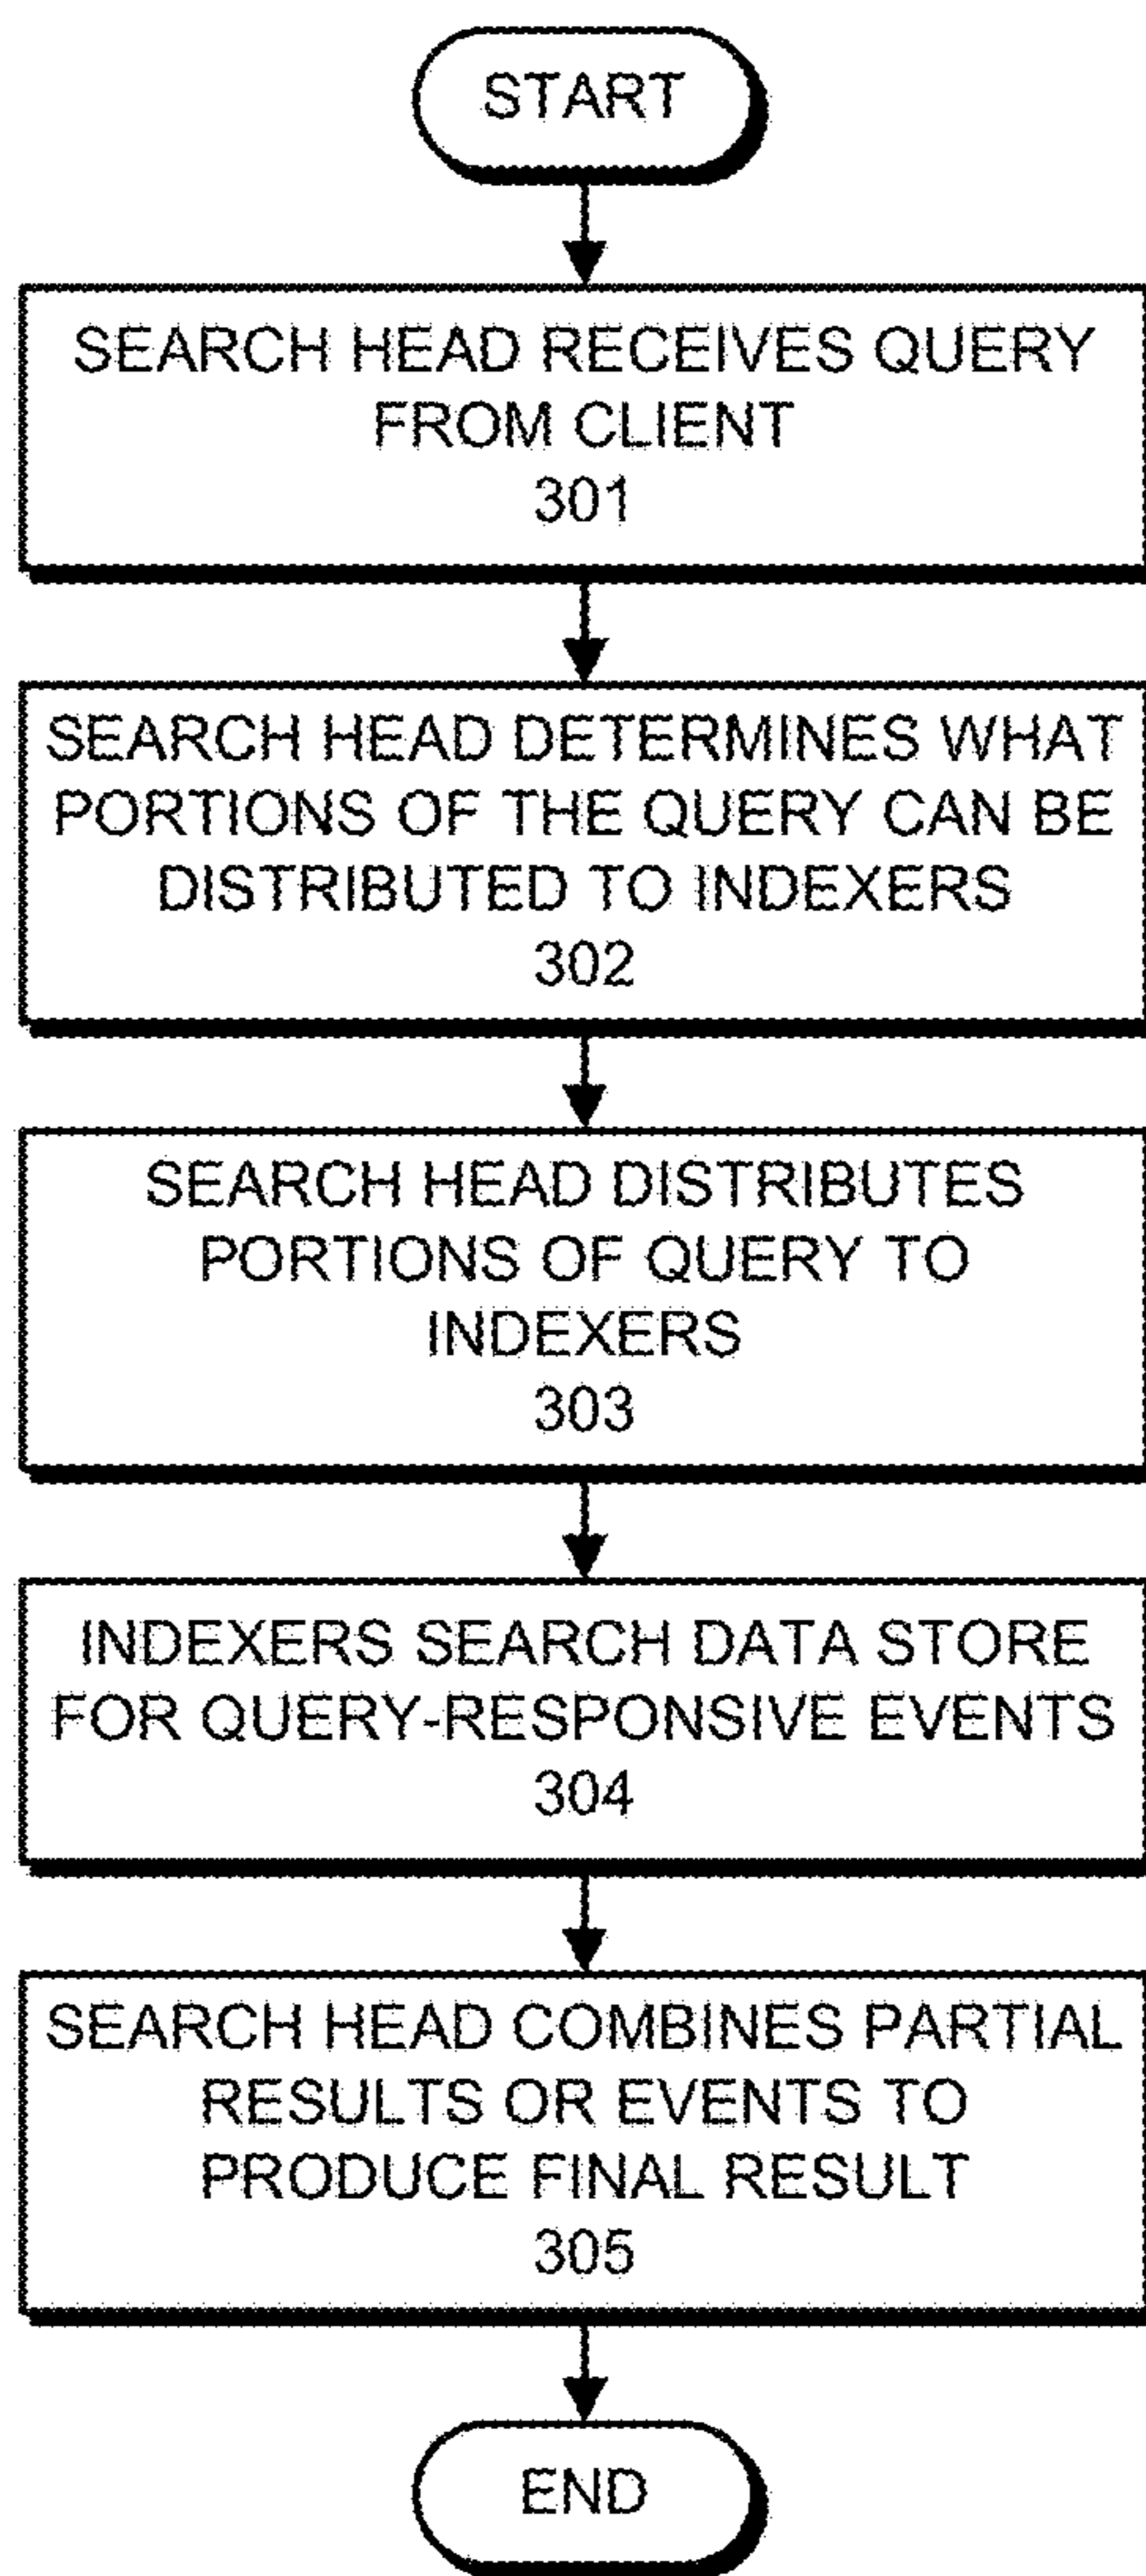 START
SEARCH HEAD RECEIVES QUERY
FROM CLIENT
301
SEARCH HEAD DETERMINES WHAT
PORTIONS OF THE QUERY CAN BE
DISTRIBUTED TO INDEXERS
302
SEARCH HEAD DISTRIBUTES
PORTIONS OF QUERY TO
INDEXERS
303
INDEXERS SEARCH DATA STORE
FOR QUERY-RESPONSIVE EVENTS
304
SEARCH HEAD COMBINES PARTIAL
RESULTS OR EVENTS TO
PRODUCE FINAL RESULT
305
END